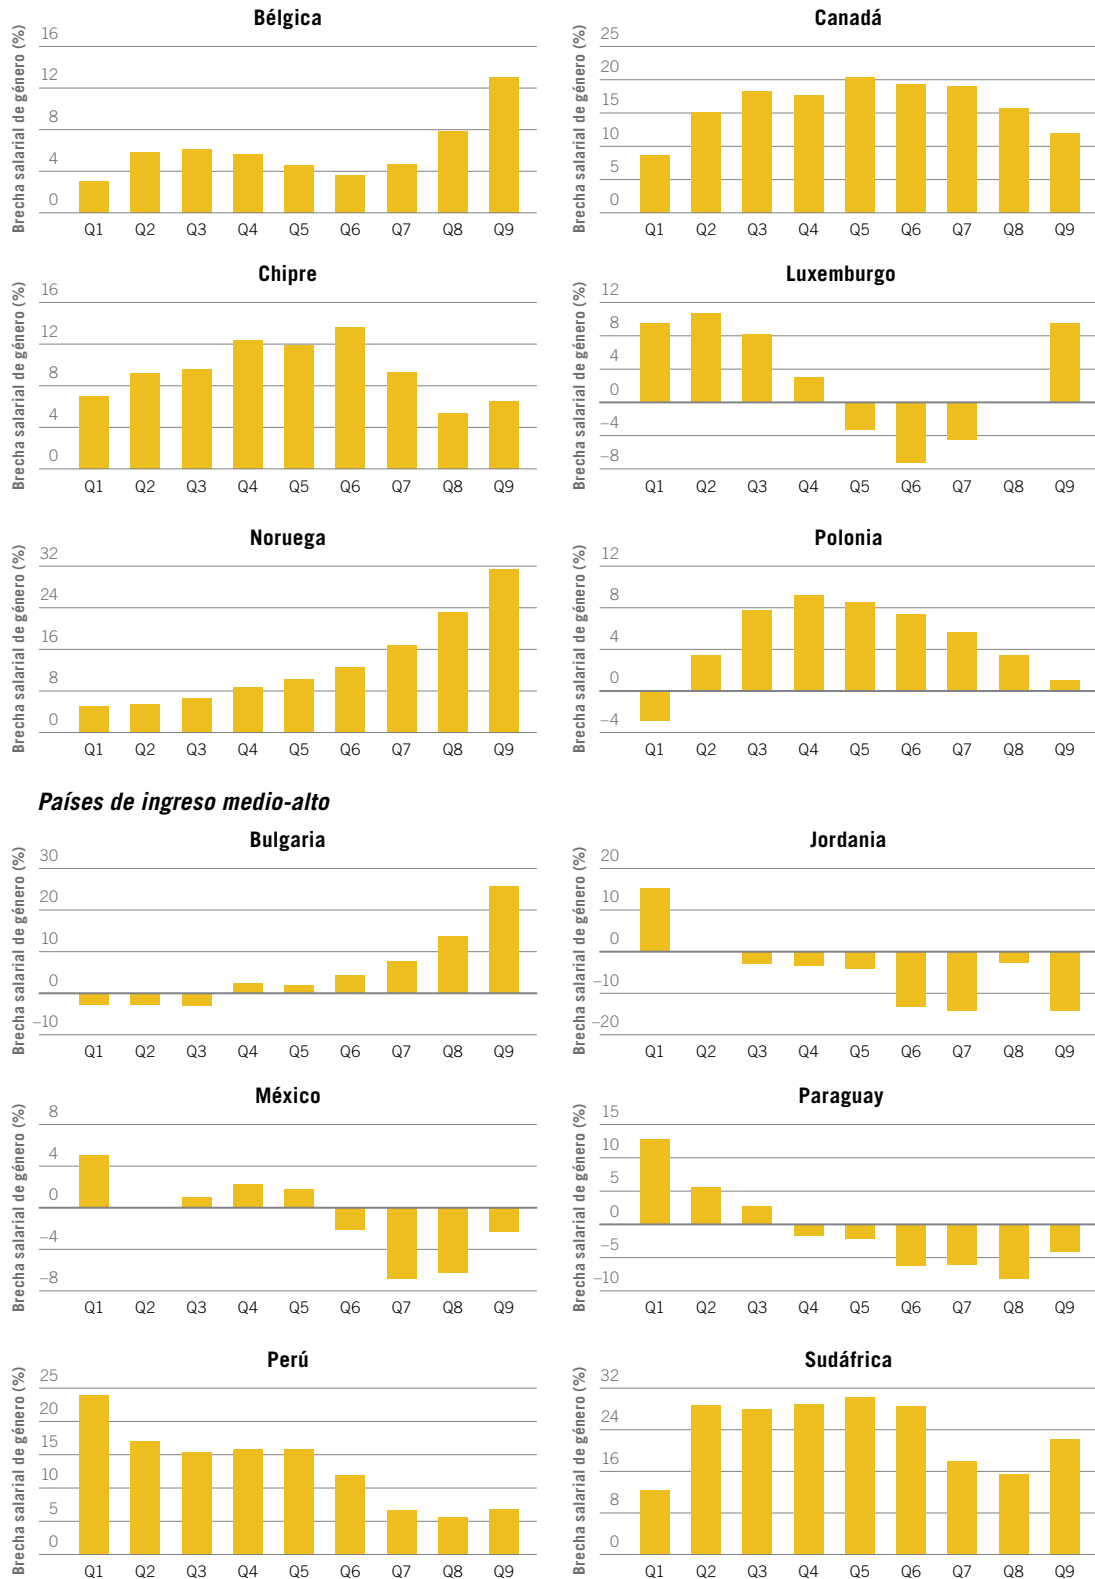 Bélgica
Brecha salarial de género (%)
16
12
8
4
0
Q1 Q2 Q3 Q4 Q5 Q6 Q7 Q8 Q9
Canadá
Brecha salarial de género (%)
25
20
15
10
5
0
Q1 Q2 Q3 Q4 Q5 Q6 Q7 Q8 Q9
Chipre
Brecha salarial de género (%)
16
12
8
4
0
Q1 Q2 Q3 Q4 Q5 Q6 Q7 Q8 Q9
Luxemburgo
Brecha salarial de género (%)
12
8
4
0
–4
–8
Q1 Q2 Q3 Q4 Q5 Q6 Q7 Q8 Q9
Noruega
Brecha salarial de género (%)
32
24
16
8
0
Q1 Q2 Q3 Q4 Q5 Q6 Q7 Q8 Q9
Polonia
Brecha salarial de género (%)
12
8
4
0
–4
Q1 Q2 Q3 Q4 Q5 Q6 Q7 Q8 Q9
Países de ingreso medio-alto
Bulgaria
Brecha salarial de género (%)
30
20
10
0
–10
Q1 Q2 Q3 Q4 Q5 Q6 Q7 Q8 Q9
Jordania
Brecha salarial de género (%)
20
10
0
–10
–20
Q1 Q2 Q3 Q4 Q5 Q6 Q7 Q8 Q9
México
Brecha salarial de género (%)
8
4
0
–4
–8
Q1 Q2 Q3 Q4 Q5 Q6 Q7 Q8 Q9
Paraguay
Brecha salarial de género (%)
15
10
5
0
–5
–10
Q1 Q2 Q3 Q4 Q5 Q6 Q7 Q8 Q9
Perú
Brecha salarial de género (%)
25
20
15
10
5
0
Q1 Q2 Q3 Q4 Q5 Q6 Q7 Q8 Q9
Sudáfrica
Brecha salarial de género (%)
32
24
16
8
0
Q1 Q2 Q3 Q4 Q5 Q6 Q7 Q8 Q9